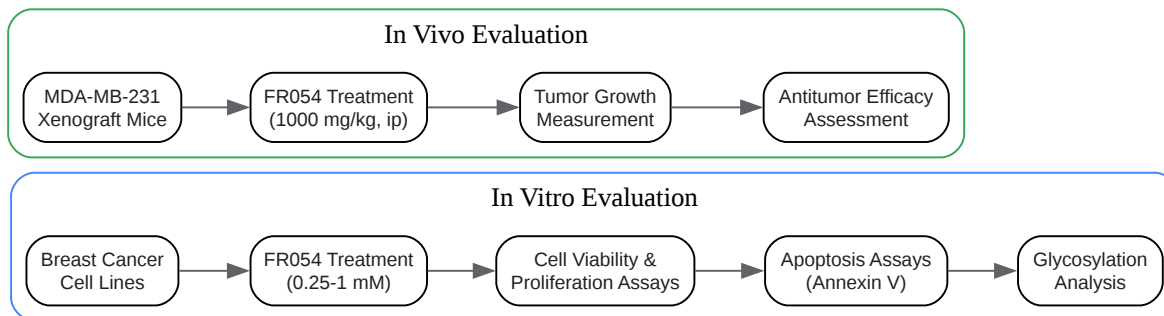 In Vivo Evaluation
MDA-MB-231
Xenograft Mice
FR054 Treatment
(1000 mg/kg, ip)
Tumor Growth
Measurement
Antitumor Efficacy
Assessment
In Vitro Evaluation
Breast Cancer
Cell Lines
FR054 Treatment
(0.25-1 mM)
Cell Viability &
Proliferation Assays
Apoptosis Assays
(Annexin V)
Glycosylation
Analysis